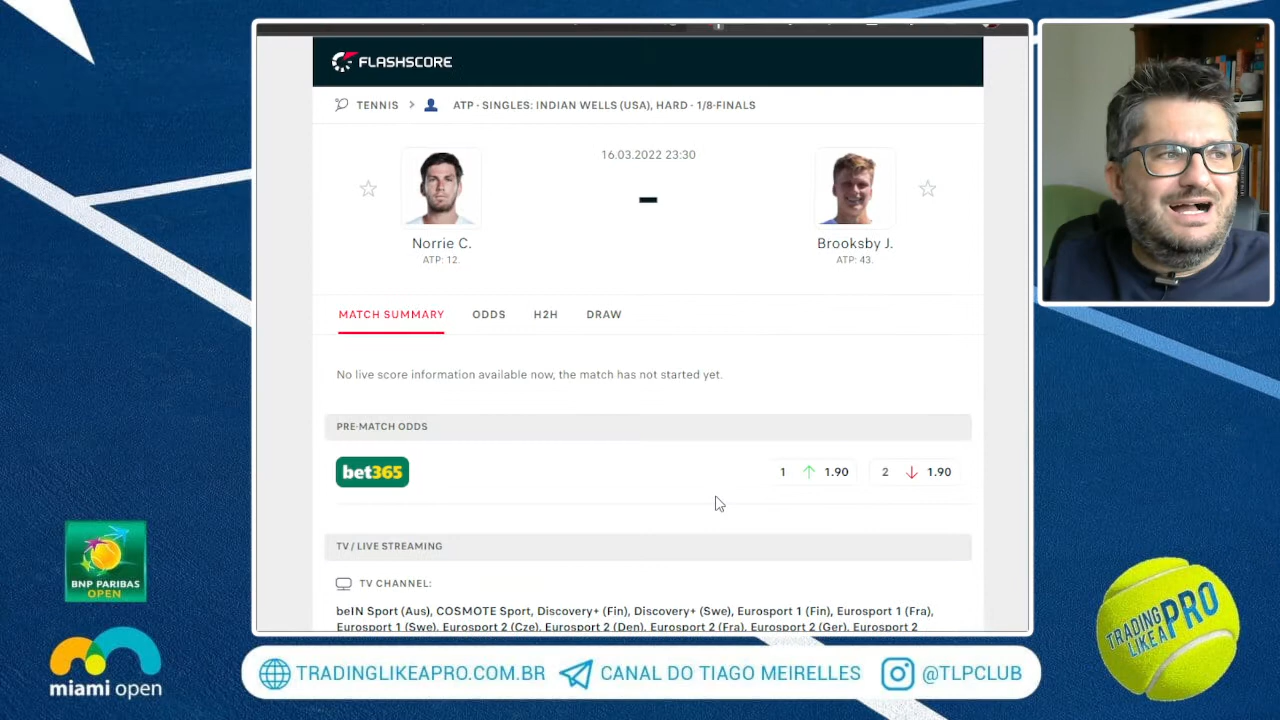 FLASHSCORE
TENNIS > ATP - SINGLES: INDIAN WELLS (USA), HARD - 1/8-FINALS
16.03.2022 23:30
-
Norrie C.
ATP: 12.
Brooksby J.
ATP: 43.
MATCH SUMMARY ODDS H2H DRAW
No live score information available now, the match has not started yet.
PRE-MATCH ODDS
bet365 1 ↑ 1.90 2 ↓ 1.90
TV / LIVE STREAMING
TV CHANNEL:
beIN Sport (Aus), COSMOTE Sport, Discovery+ (Fin), Discovery+ (Swe), Eurosport 1 (Fin), Eurosport 1 (Fra),
Eurosport 1 (Swe), Eurosport 2 (Cze), Eurosport 2 (Den), Eurosport 2 (Fra), Eurosport 2 (Ger), Eurosport 2
BNP PARIBAS
OPEN
miami open
TRADINGLIKEAPRO.COM.BR CANAL DO TIAGO MEIRELLES @TLPCLUB
TRADING
LIKE A PRO